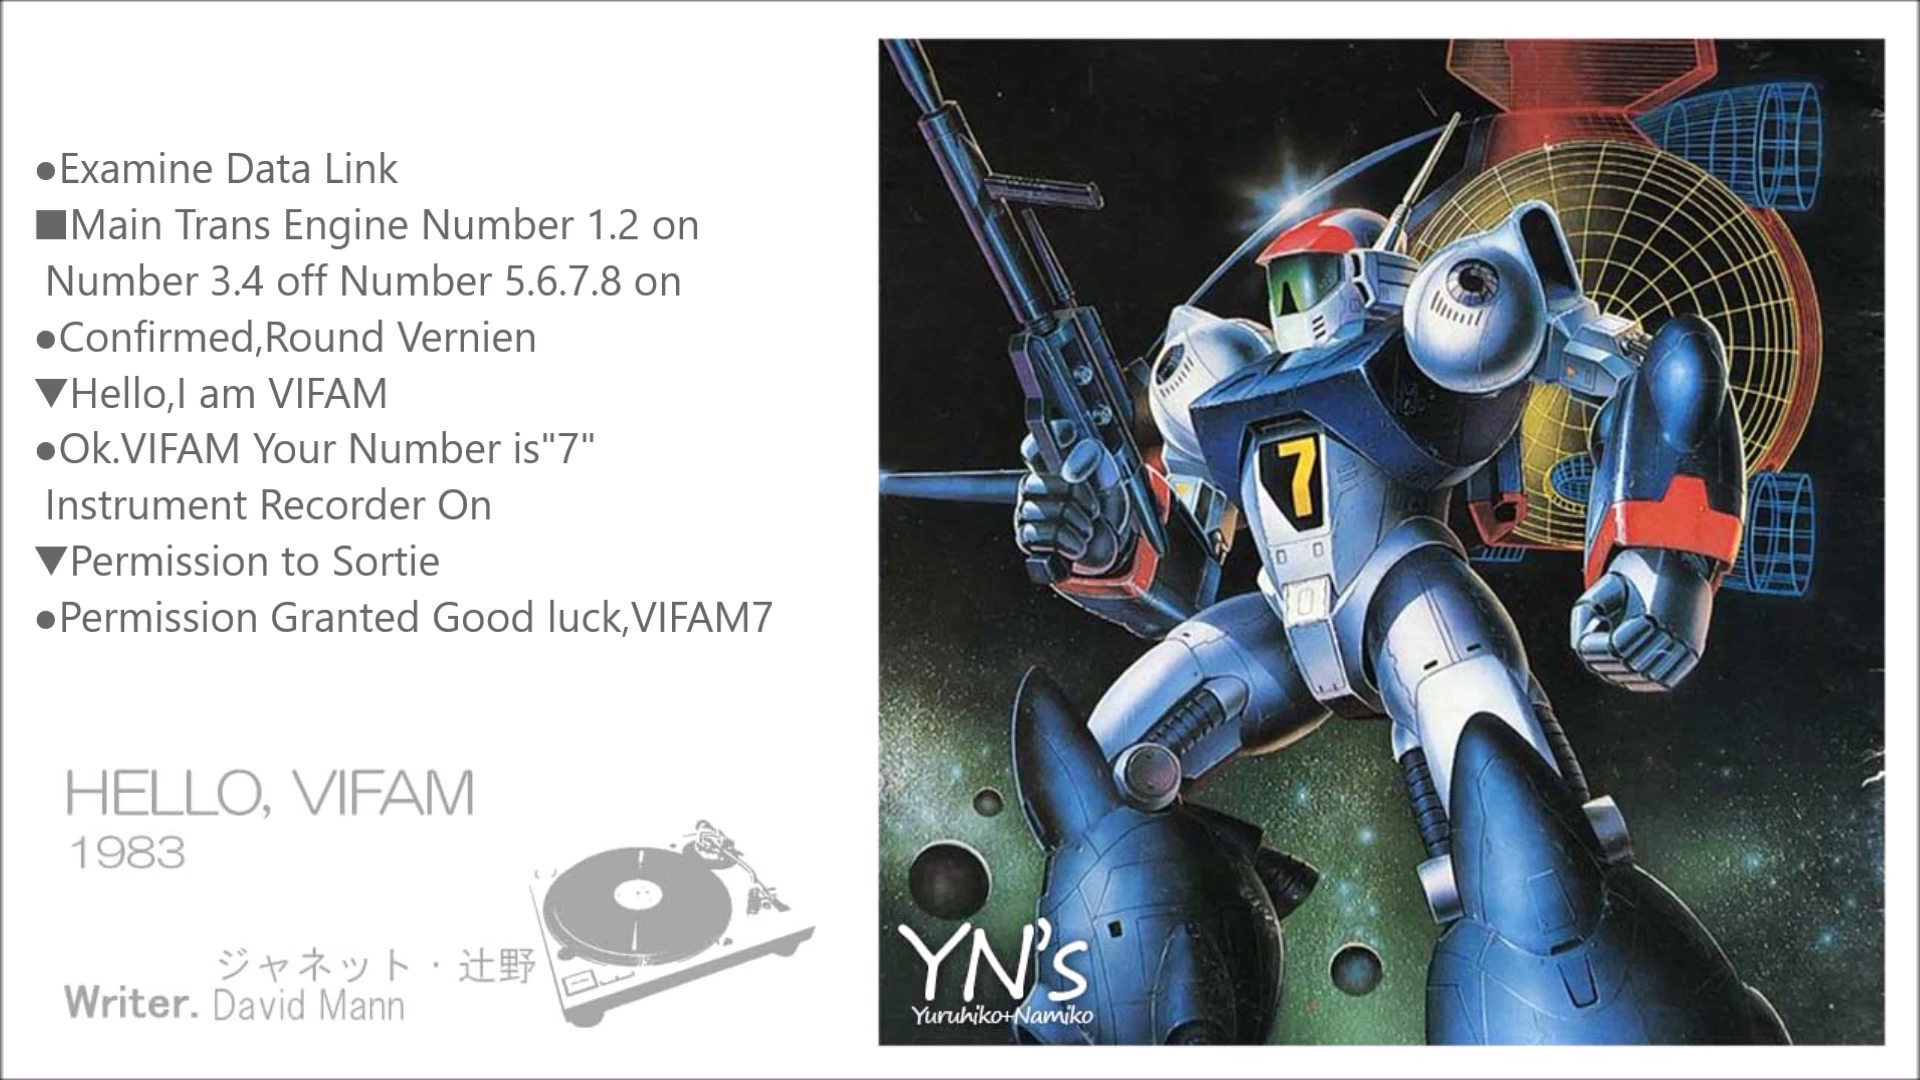 ●Examine Data Link
■Main Trans Engine Number 1.2 on
Number 3.4 off Number 5.6.7.8 on
●Confirmed,Round Vernien
▼Hello,I am VIFAM
●Ok.VIFAM Your Number is"7"
Instrument Recorder On
▼Permission to Sortie
●Permission Granted Good luck,VIFAM7
HELLO, VIFAM
1983
ジャネット・辻野
Writer. David Mann
7
YN's
Yuruhiko+Namiko